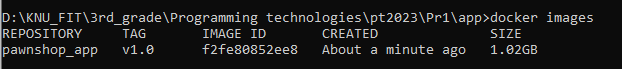 D:\KNU_FIT\3rd_grade\Programming technologies\pt2023\Pr1\app>docker images
REPOSITORY TAG IMAGE ID CREATED SIZE
pawnshop_app v1.0 f2fe80852ee8 About a minute ago 1.02GB